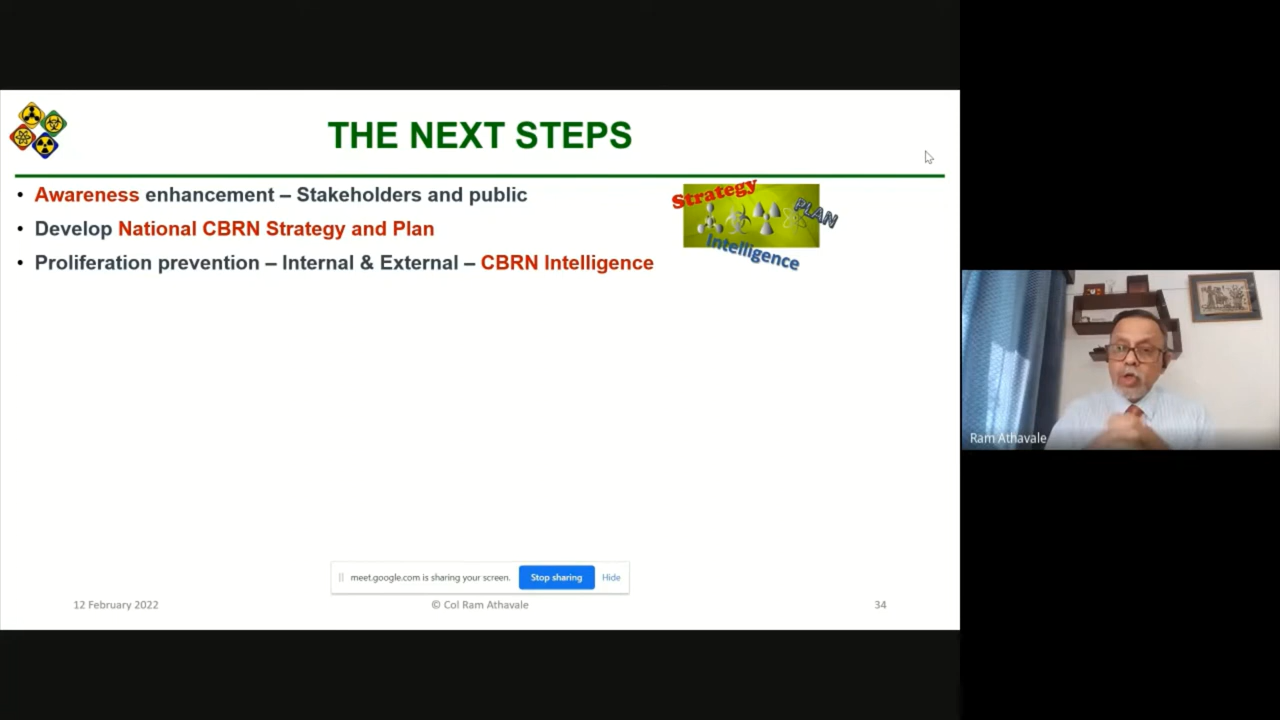 THE NEXT STEPS
• Awareness enhancement – Stakeholders and public
• Develop National CBRN Strategy and Plan
• Proliferation prevention – Internal & External – CBRN Intelligence
Strategy
PLAN
Intelligence
Ram Athavale
meet.google.com is sharing your screen.
Stop sharing
Hide
12 February 2022
© Col Ram Athavale
34